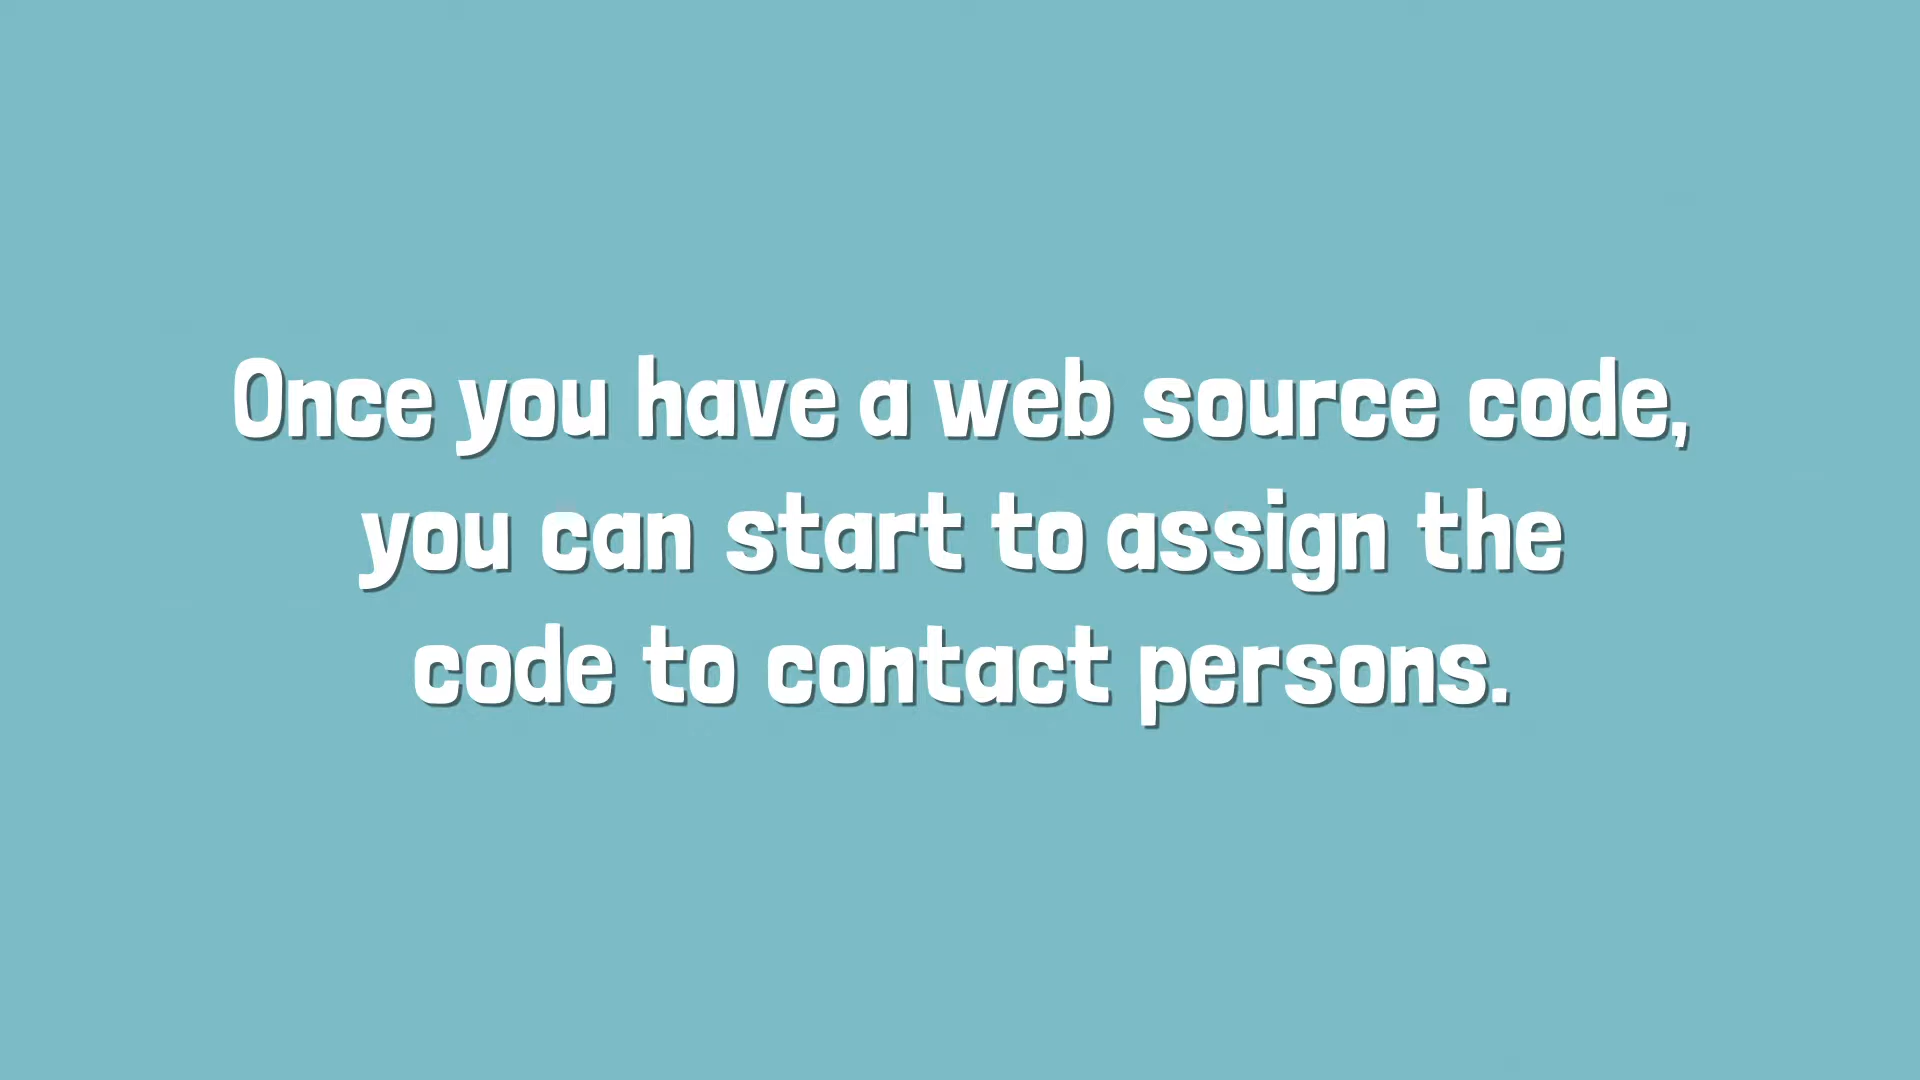 Once you have a web source code,
you can start to assign the
code to contact persons.